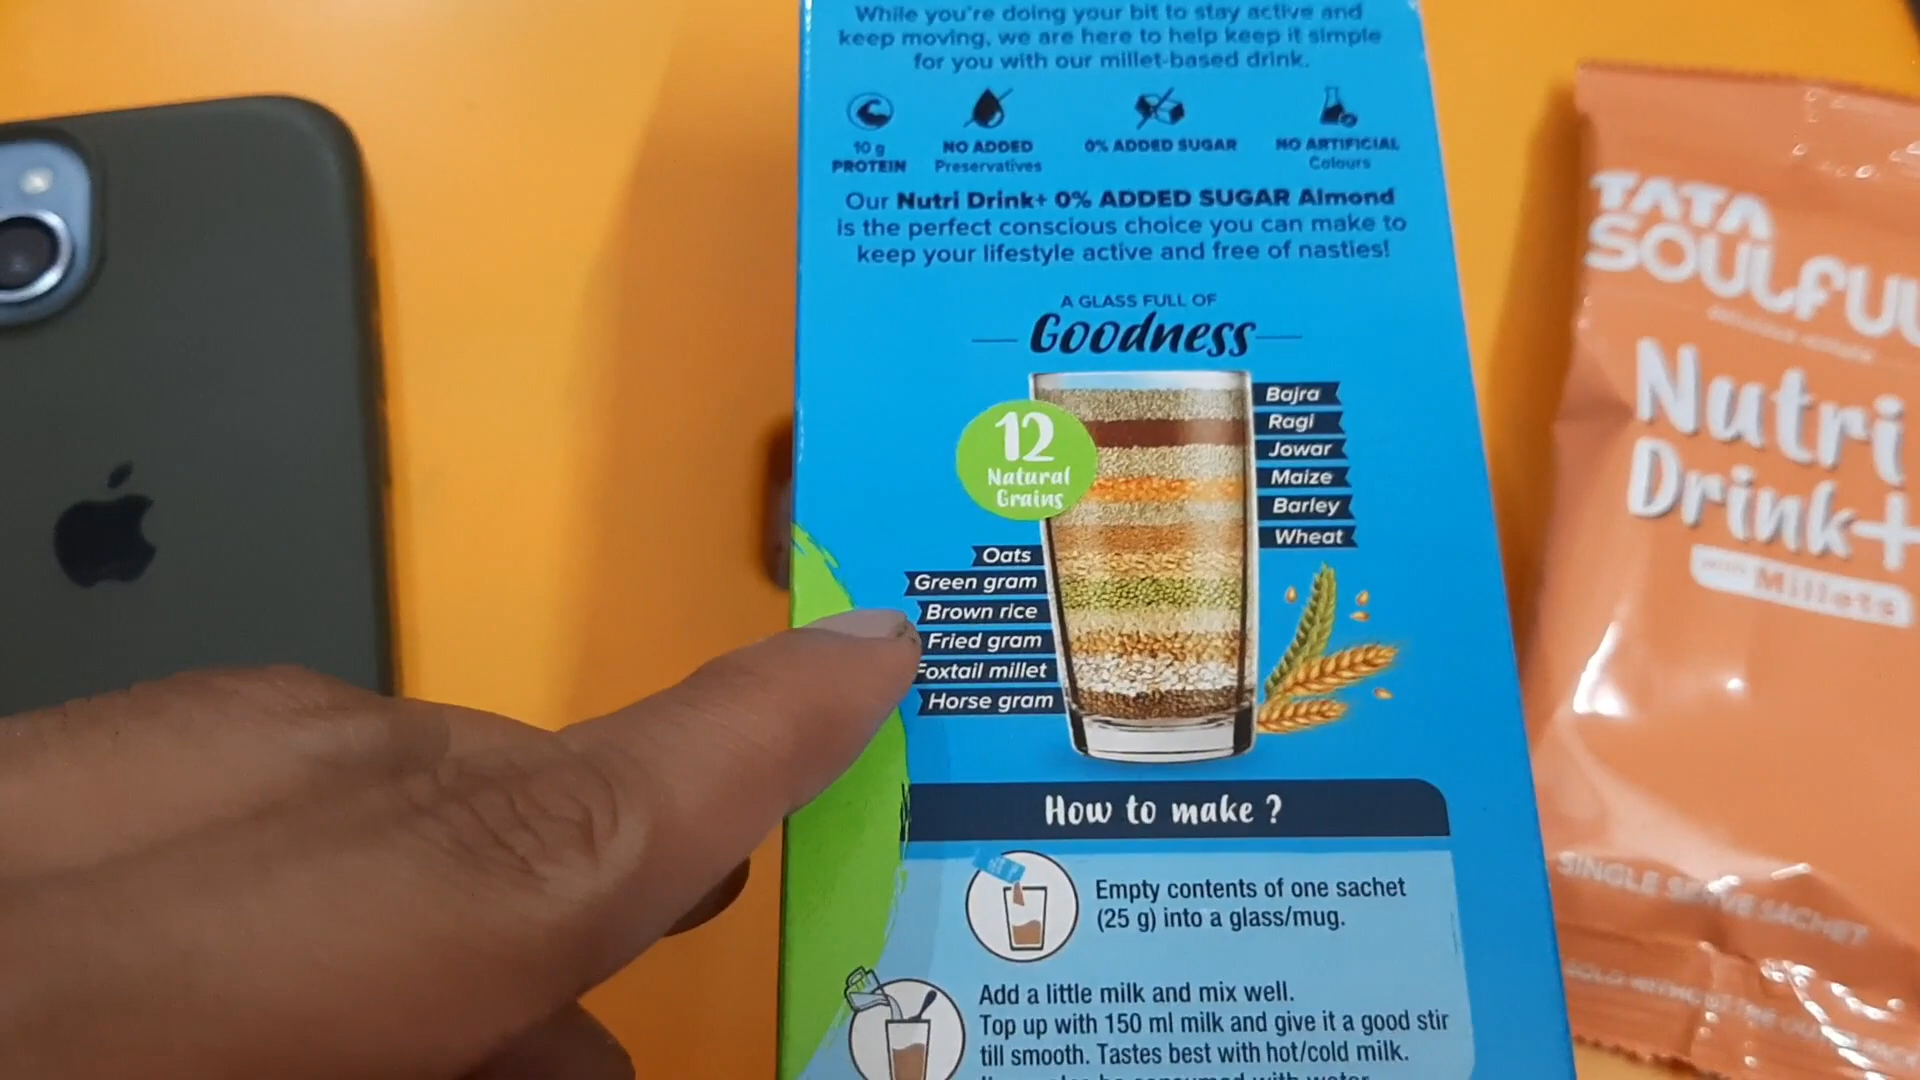 While you're doing your bit to stay active and
keep moving, we are here to help keep it simple
for you with our millet-based drink.
10 g
PROTEIN
NO ADDED
Preservatives
0% ADDED SUGAR
NO ARTIFICIAL
Colours
Our Nutri Drink+ 0% ADDED SUGAR Almond
is the perfect conscious choice you can make to
keep your lifestyle active and free of nasties!
A GLASS FULL OF
Goodness
12
Natural
Grains
Bajra
Ragi
Jowar
Maize
Barley
Wheat
Oats
Green gram
Brown rice
Fried gram
Foxtail millet
Horse gram
How to make ?
Empty contents of one sachet
(25 g) into a glass/mug.
Add a little milk and mix well.
Top up with 150 ml milk and give it a good stir
till smooth. Tastes best with hot/cold milk.
TATA
SOULFULL
Nutri
Drink+
with Millets
SINGLE SERVE SACHET